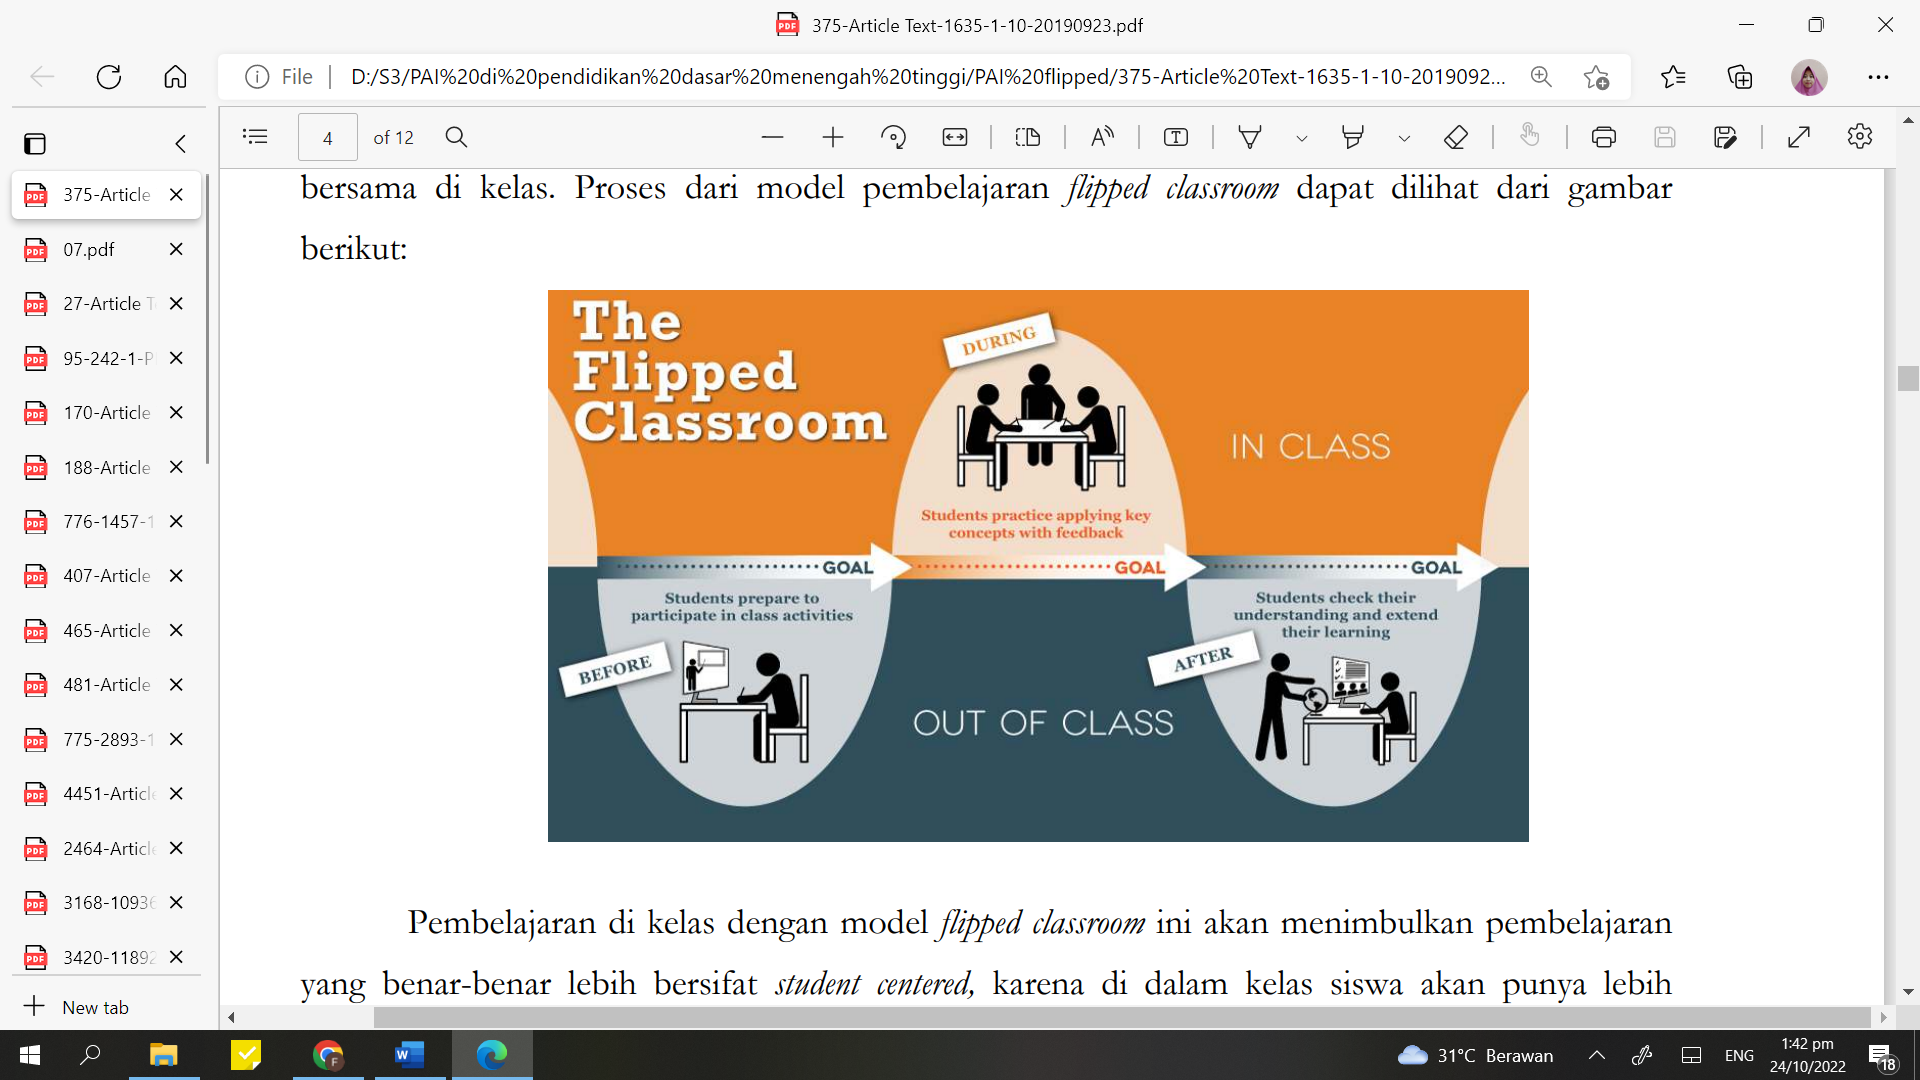 375-Article Text-1635-1-10-20190923.pdf
File
D:/S3/PAI%20di%20pendidikan%20dasar%20menengah%20tinggi/PAI%20flipped/375-Article%20Text-1635-1-10-2019092...
4 of 12
375-Article
07.pdf
27-Article T
95-242-1-P
170-Article
188-Article
776-1457-1
407-Article
465-Article
481-Article
775-2893-1
4451-Article
2464-Article
3168-10936
3420-11892
New tab
bersama di kelas. Proses dari model pembelajaran flipped classroom dapat dilihat dari gambar
berikut:
The
Flipped
Classroom
DURING
IN CLASS
Students practice applying key
concepts with feedback
GOAL
GOAL
GOAL
Students prepare to
participate in class activities
BEFORE
OUT OF CLASS
Students check their
understanding and extend
their learning
AFTER
Pembelajaran di kelas dengan model flipped classroom ini akan menimbulkan pembelajaran
yang benar-benar lebih bersifat student centered, karena di dalam kelas siswa akan punya lebih
31°C Berawan
ENG
1:42 pm
24/10/2022
18